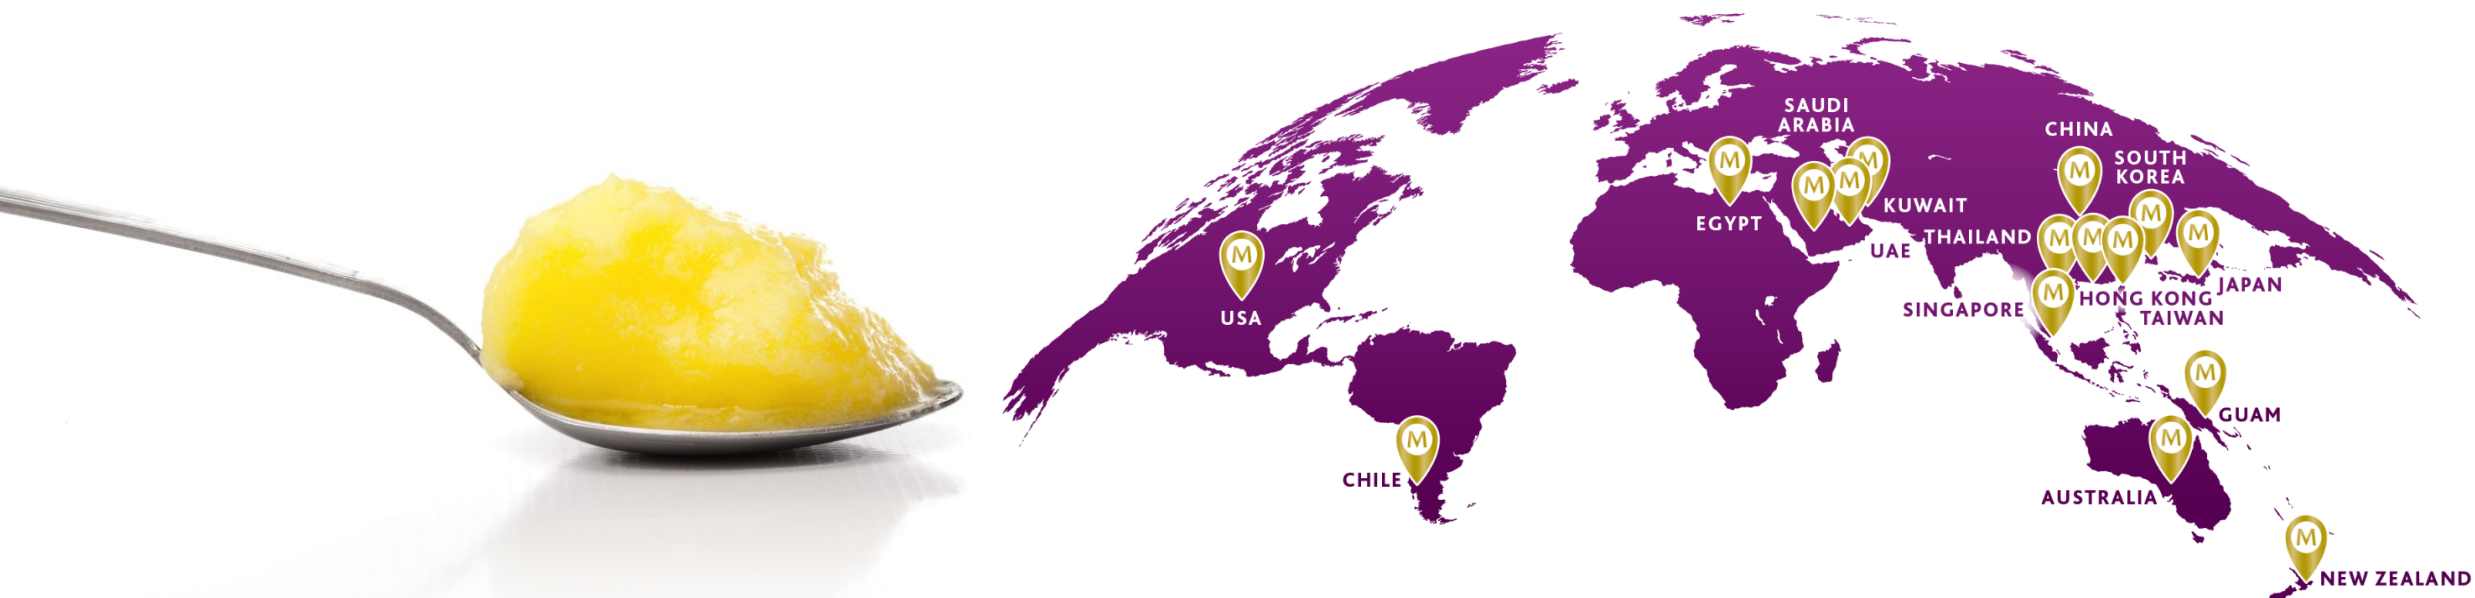 SAUDI
ARABIA
CHINA
M
M
M
SOUTH
KOREA
M
M
EGYPT
KUWAIT
M
M
THAILAND
M
M
M
UAE
M
USA
SINGAPORE
M
HONG KONG
JAPAN
TAIWAN
M
GUAM
M
CHILE
M
AUSTRALIA
M
NEW ZEALAND